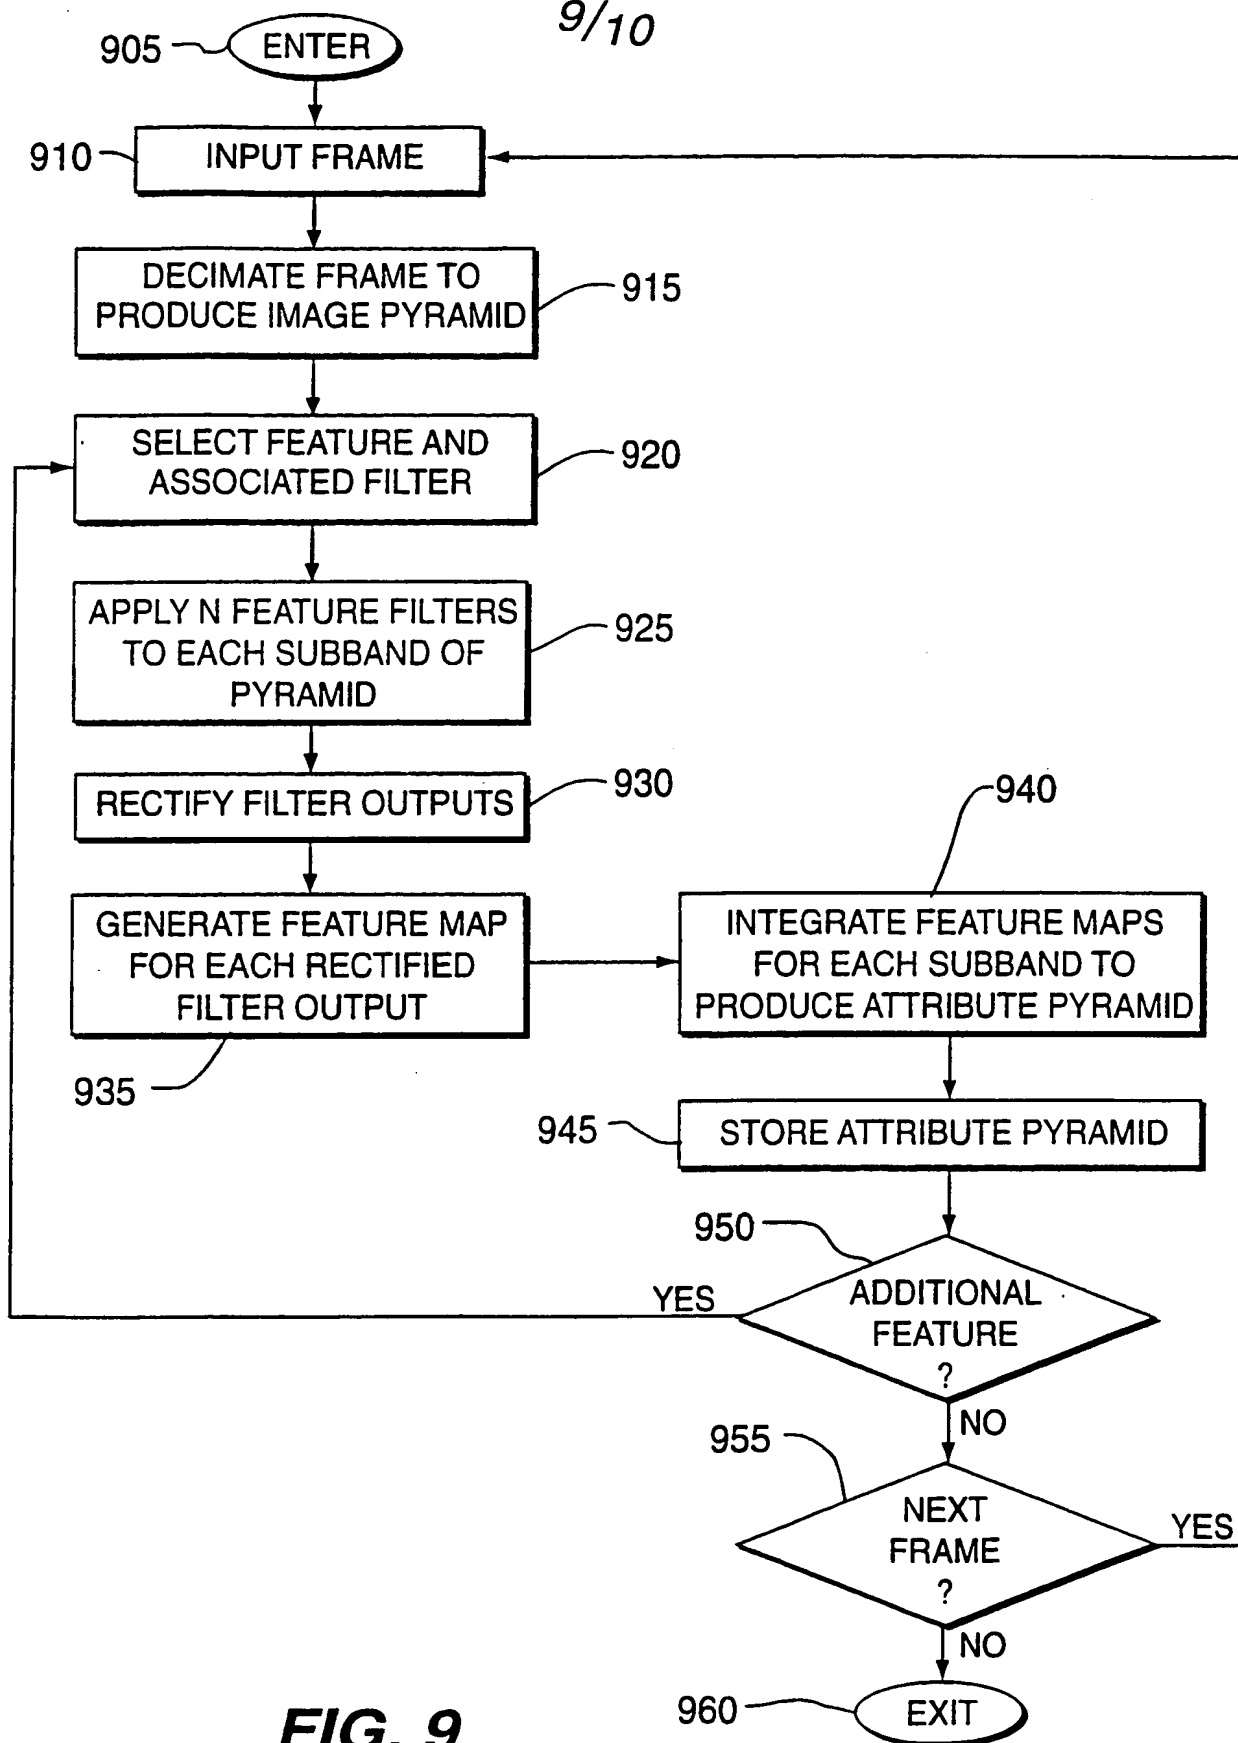 9/10
905
ENTER
910
INPUT FRAME
DECIMATE FRAME TO
PRODUCE IMAGE PYRAMID
915
SELECT FEATURE AND
ASSOCIATED FILTER
920
APPLY N FEATURE FILTERS
TO EACH SUBBAND OF
PYRAMID
925
RECTIFY FILTER OUTPUTS
930
GENERATE FEATURE MAP
FOR EACH RECTIFIED
FILTER OUTPUT
935
940
INTEGRATE FEATURE MAPS
FOR EACH SUBBAND TO
PRODUCE ATTRIBUTE PYRAMID
945
STORE ATTRIBUTE PYRAMID
950
YES
ADDITIONAL
FEATURE
?
NO
955
NEXT
FRAME
?
YES
NO
960
EXIT
FIG. 9